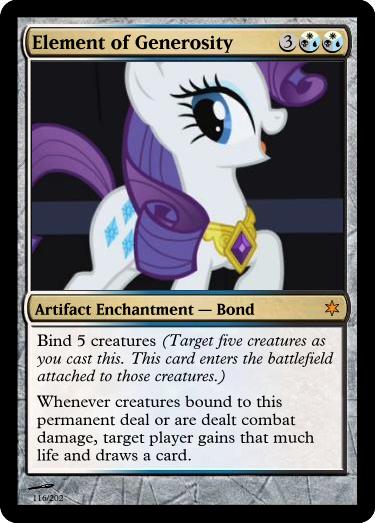 Element of Generosity 3
Artifact Enchantment — Bond
Bind 5 creatures (Target five creatures as
you cast this. This card enters the battlefield
attached to those creatures.)
Whenever creatures bound to this
permanent deal or are dealt combat
damage, target player gains that much
life and draws a card.
116/202